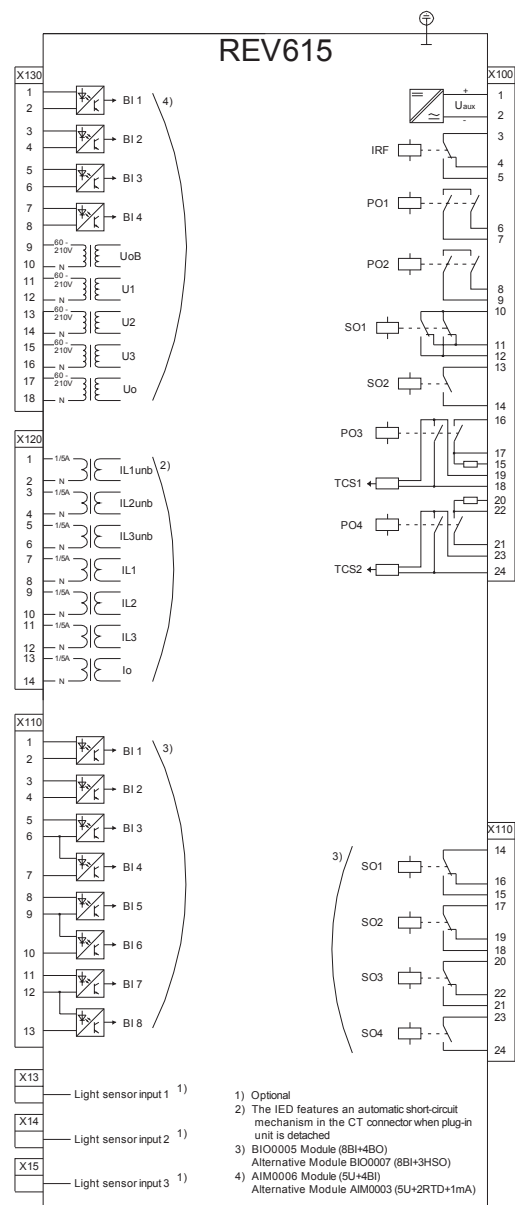 REV615
X130
1
2
BI 1
4)
3
4
BI 2
5
6
BI 3
7
8
BI 4
9
60 -
210V
10
N
UoB
11
60 -
210V
12
N
U1
13
60 -
210V
14
N
U2
15
60 -
210V
16
N
U3
17
60 -
210V
18
N
Uo
X120
1
1/5A
2
N
IL1unb
2)
3
1/5A
4
N
IL2unb
5
1/5A
6
N
IL3unb
7
1/5A
8
N
IL1
9
1/5A
10
N
IL2
11
1/5A
12
N
IL3
13
1/5A
14
N
Io
X110
1
2
BI 1
3)
3
4
BI 2
5
6
BI 3
7
BI 4
8
9
BI 5
10
BI 6
11
12
BI 7
13
BI 8
X13
Light sensor input 1 1)
X14
Light sensor input 2 1)
X15
Light sensor input 3 1)
X100
+
1
Uaux
-
2
3
IRF
4
5
PO1
6
7
PO2
8
9
10
SO1
11
12
13
SO2
14
16
PO3
17
15
19
TCS1
18
20
22
PO4
21
23
TCS2
24
X110
3)
14
SO1
16
15
17
SO2
19
18
20
SO3
22
21
23
SO4
24
1) Optional
2) The IED features an automatic short-circuit
mechanism in the CT connector when plug-in
unit is detached
3) BIO0005 Module (8BI+4BO)
Alternative Module BIO0007 (8BI+3HSO)
4) AIM0006 Module (5U+4BI)
Alternative Module AIM0003 (5U+2RTD+1mA)